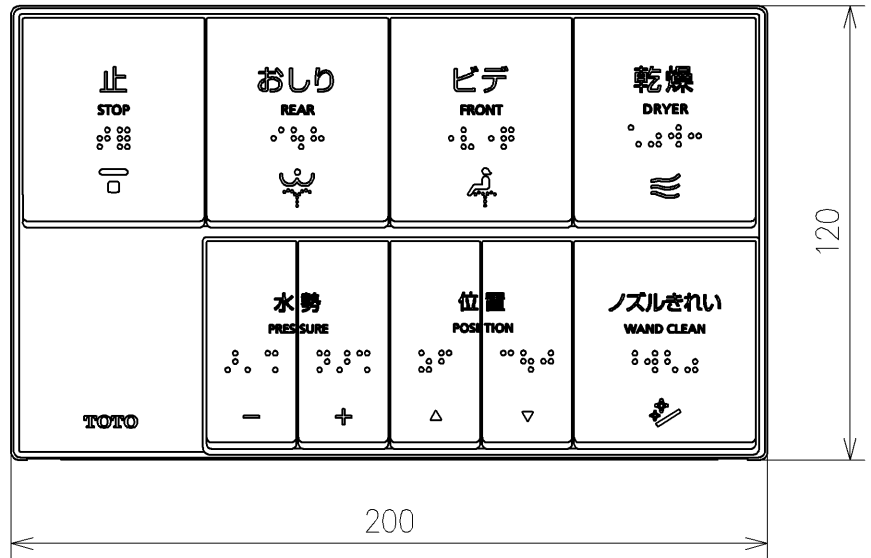 止 おしり ビデ 乾燥
STOP REAR FRONT DRYER
水勢 位置 ノズルきれい
PRESSURE POSITION WAND CLEAN
− + △ ▽
TOTO
120
200